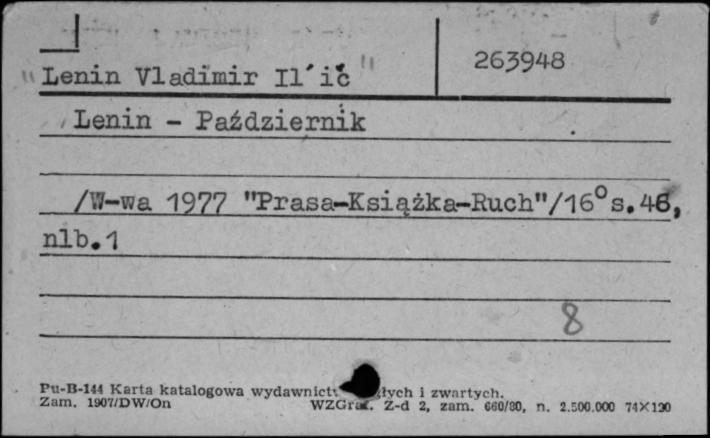 263948
"Lenin Vladimir Il´ič"
Lenin - Październik
/W-wa 1977 "Prasa-Książka-Ruch"/16° s.46,
nlb.1
8
Pu-B-144 Karta katalogowa wydawnictw i zwartych.
Zam. 1907/DW/On WZGraf. Z-d 2, zam. 660/80, n. 2.500.000 74X120